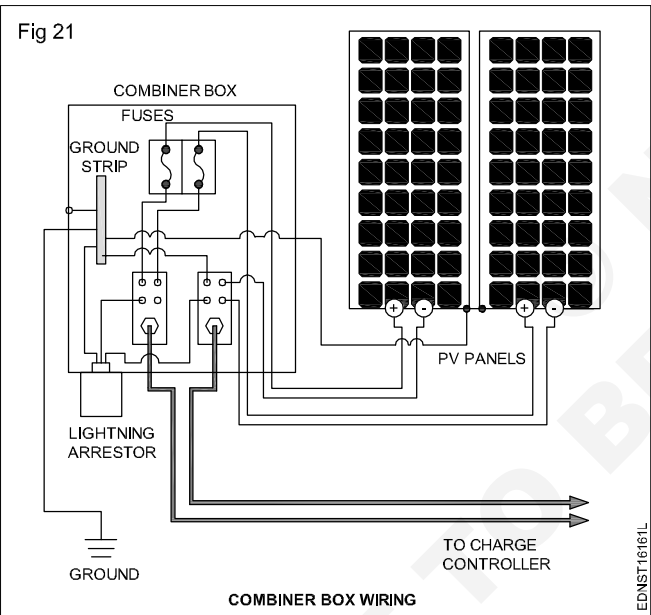 Fig 21
COMBINER BOX
FUSES
GROUND
STRIP
+
-
+
-
PV PANELS
LIGHTNING
ARRESTOR
TO CHARGE
CONTROLLER
GROUND
COMBINER BOX WIRING
EDNST16161L